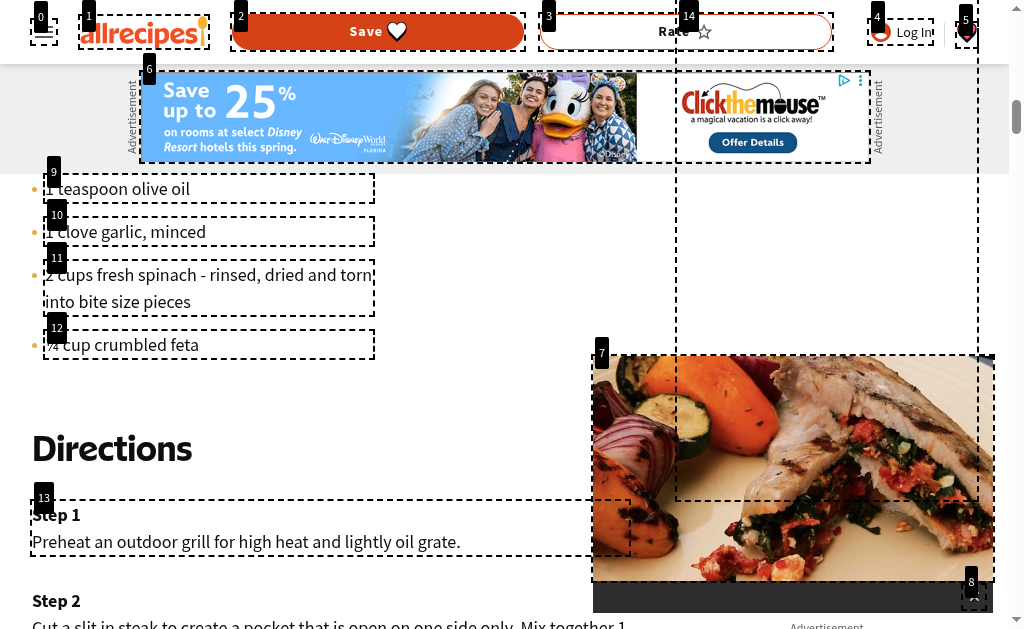 0
1
allrecipes
2
Save
3
14
4
Log In
5
6
Advertisement
Save
up to 25%
on rooms at select Disney
Resort hotels this spring.
WALT DISNEY World
FLORIDA
©Disney
Clickthemouse™
a magical vacation is a click away!
Offer Details
Advertisement
9
1 teaspoon olive oil
10
1 clove garlic, minced
11
2 cups fresh spinach - rinsed, dried and torn
into bite size pieces
12
¼ cup crumbled feta
7
Directions
13
Step 1
Preheat an outdoor grill for high heat and lightly oil grate.
8
Step 2
Cut a slit in steak to create a pocket that is open on one side only. Mix together 1
Advertisement